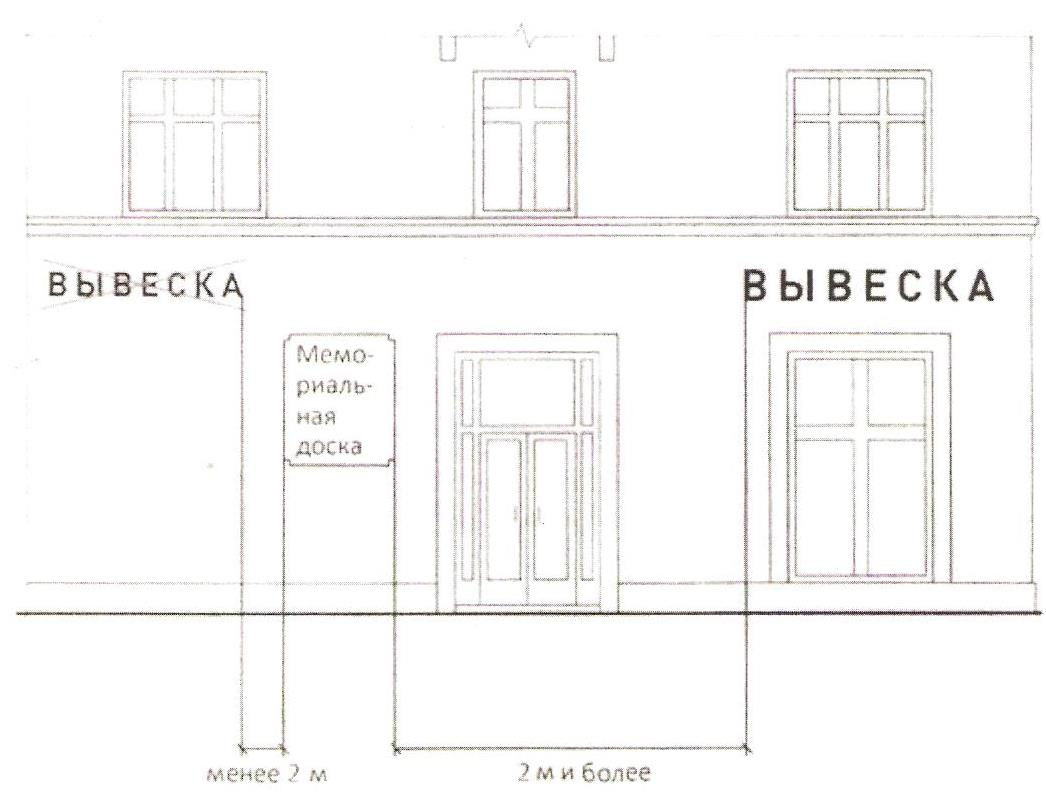 ВЫВЕСКА
ВЫВЕСКА
Мемо-
риаль-
ная
доска
менее 2 м
2 м и более